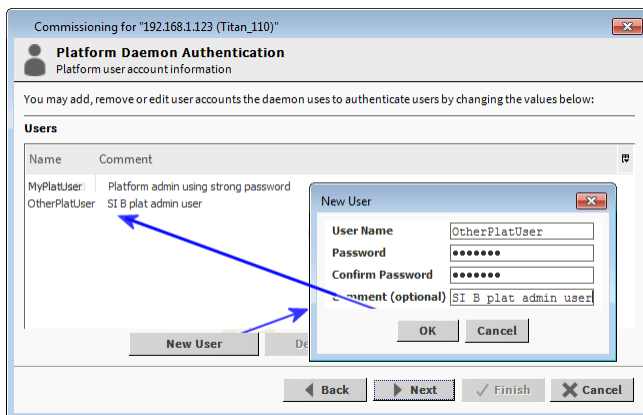 Commissioning for "192.168.1.123 (Titan_110)"
Platform Daemon Authentication
Platform user account information
You may add, remove or edit user accounts the daemon uses to authenticate users by changing the values below:
Users
Name Comment
MyPlatUser Platform admin using strong password
OtherPlatUser SI B plat admin user
New User
User Name OtherPlatUser
Password •••••••
Confirm Password •••••••
Comment (optional) SI B plat admin user
OK Cancel
New User De
Back Next Finish Cancel